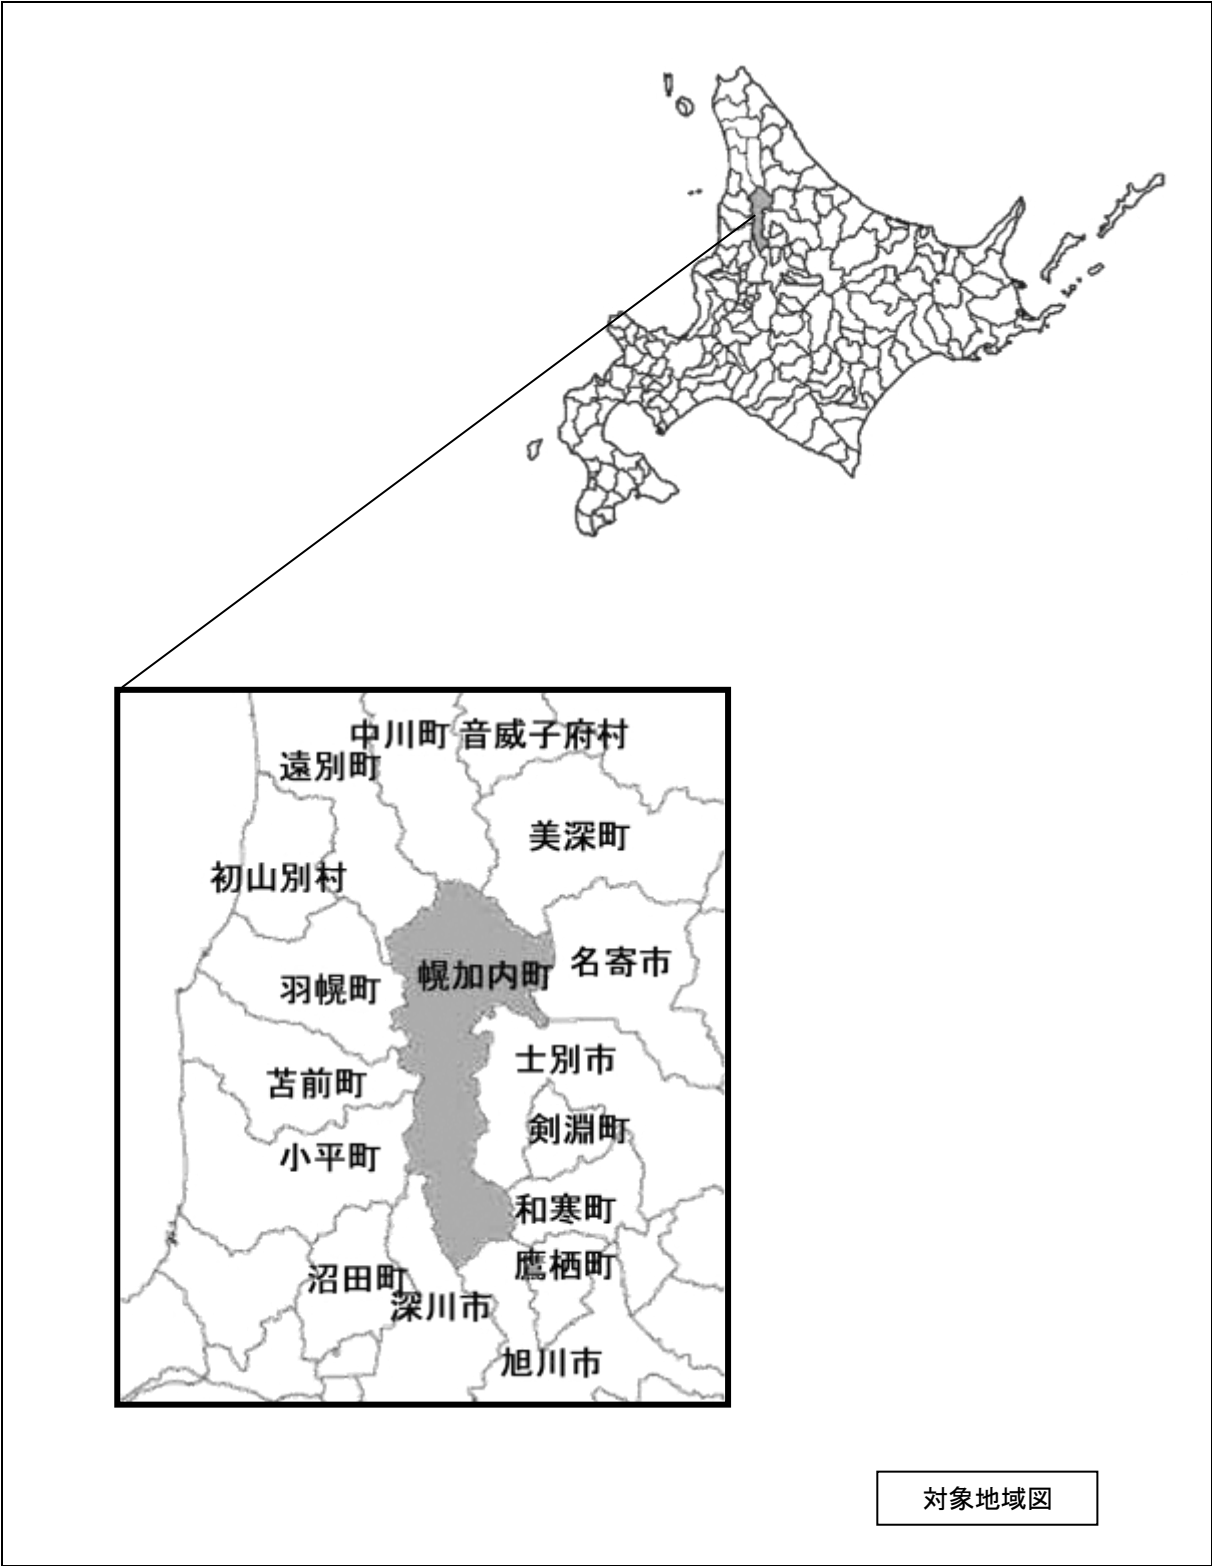 中川町
音威子府村
遠別町
美深町
初山別村
幌加内町
名寄市
羽幌町
士別市
苫前町
剣淵町
小平町
和寒町
鷹栖町
沼田町
深川市
旭川市
対象地域図